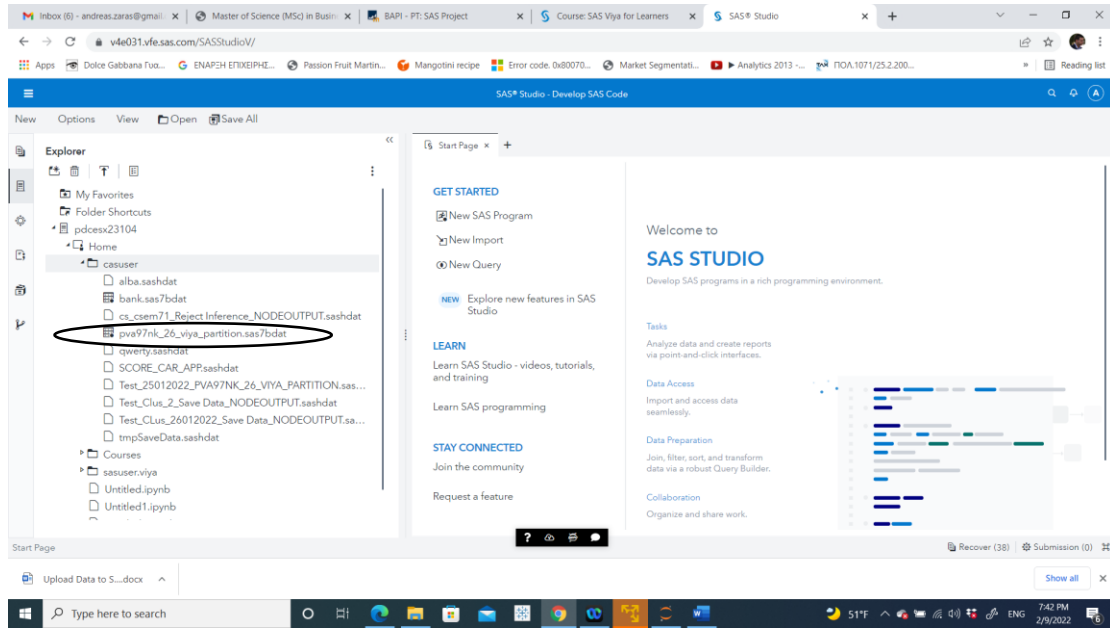 Inbox (6) - andreas.zaras@gmail.
Master of Science (MSc) in Busin
BAPI - PT: SAS Project
Course: SAS Viya for Learners
SAS® Studio
v4e031.vfe.sas.com/SASStudioV/
Apps
Dolce Gabbana Γυα...
ΕΝΑΡΞΗ ΕΠΙΧΕΙΡΗΣ...
Passion Fruit Martin...
Mangotini recipe
Error code. 0x80070...
Market Segmentati...
▶ Analytics 2013 -...
ΠΟΛ.1071/25.2.200...
»
Reading list
SAS® Studio - Develop SAS Code
A
New
Options
View
Open
Save All
Explorer
My Favorites
Folder Shortcuts
pdcesx23104
Home
casuser
alba.sashdat
bank.sas7bdat
cs_csem71_Reject Inference_NODEOUTPUT.sashdat
pva97nk_26_viya_partition.sas7bdat
qwerty.sashdat
SCORE_CAR_APP.sashdat
Test_25012022_PVA97NK_26_VIYA_PARTITION.sas...
Test_Clus_2_Save Data_NODEOUTPUT.sashdat
Test_CLus_26012022_Save Data_NODEOUTPUT.sa...
tmpSaveData.sashdat
Courses
sasuser.viya
Untitled.ipynb
Untitled1.ipynb
Start Page
GET STARTED
New SAS Program
New Import
New Query
NEW
Explore new features in SAS
Studio
LEARN
Learn SAS Studio - videos, tutorials,
and training
Learn SAS programming
STAY CONNECTED
Join the community
Request a feature
Welcome to
SAS STUDIO
Develop SAS programs in a rich programming environment.
Tasks
Analyze data and create reports
via point-and-click interfaces.
Data Access
Import and access data
seamlessly.
Data Preparation
Join, filter, sort, and transform
data via a robust Query Builder.
Collaboration
Organize and share work.
?
Start Page
Recover (38)
Submission (0)
Upload Data to S....docx
Show all
Type here to search
51°F
ENG
7:42 PM
2/9/2022
6